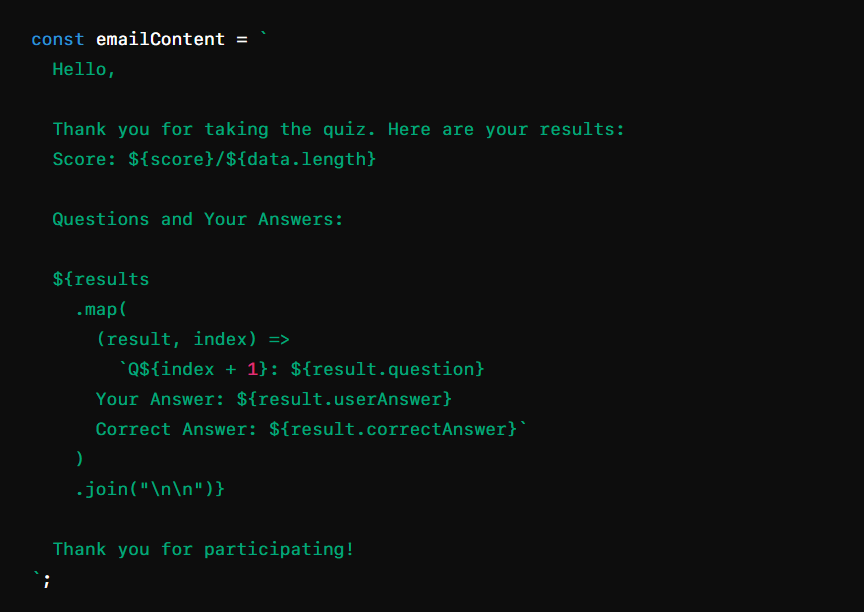 const emailContent = `
  Hello,

  Thank you for taking the quiz. Here are your results:
  Score: ${score}/${data.length}

  Questions and Your Answers:

  ${results
    .map(
      (result, index) =>
        `Q${index + 1}: ${result.question}
      Your Answer: ${result.userAnswer}
      Correct Answer: ${result.correctAnswer}`
    )
    .join("\n\n")}

  Thank you for participating!
`;